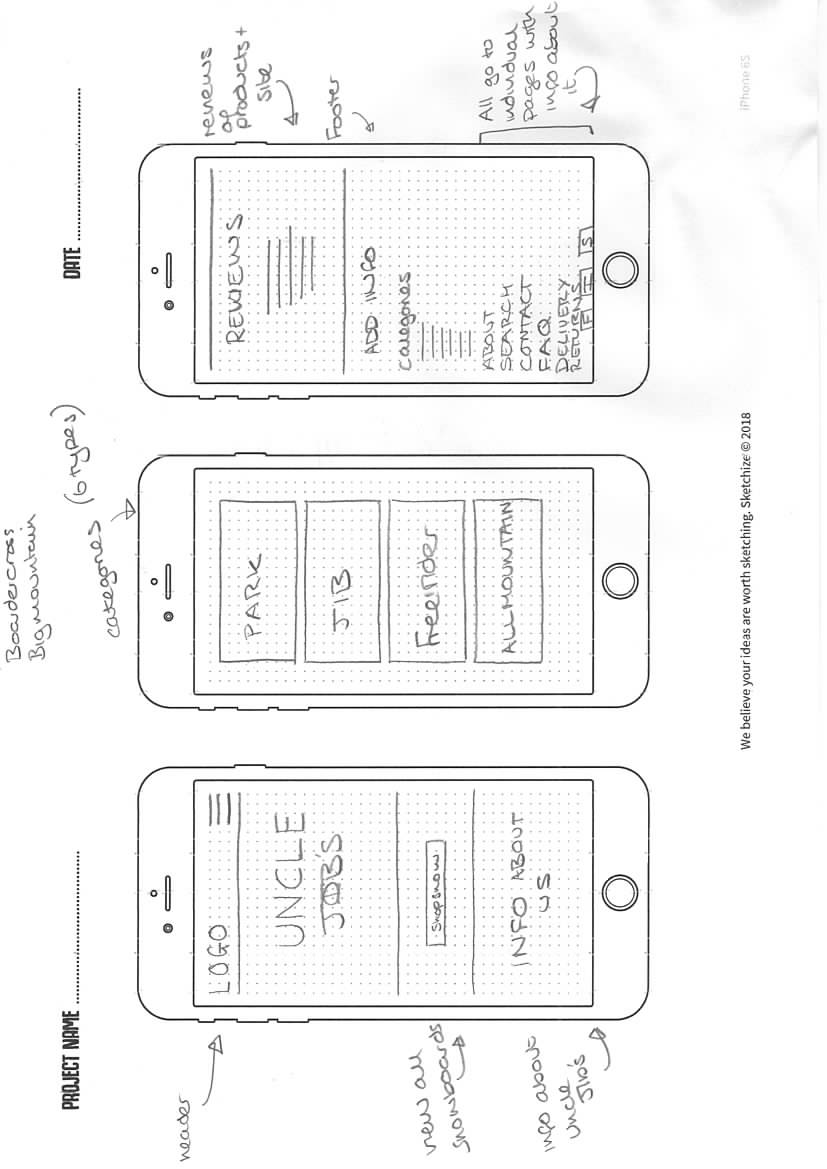 PROJECT NAME
DATE
Boardercross
Bigmountain
categories (6 types)
header
LOGO
UNCLE
JIB'S
view all
snowboards
shop now
info about
uncle
Jib's
INFO ABOUT
US
PARK
JIB
Freerider
ALLMOUNTAIN
reviews
of
products +
site
REVIEWS
Footer
ADD INFO
categories
ABOUT
SEARCH
CONTACT
FAQ
DELIVERY
RETURNS
F
S
All go to
individual
pages with
info about
it.
We believe your ideas are worth sketching. Sketchize © 2018
iPhone 6S